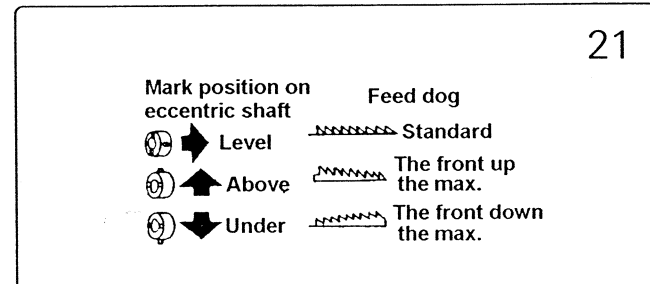 21
Mark position on
eccentric shaft
Feed dog
Level
Standard
Above
The front up
the max.
Under
The front down
the max.